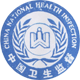 CHINA NATIONAL HEALTH INSPECTION
中国卫生监督